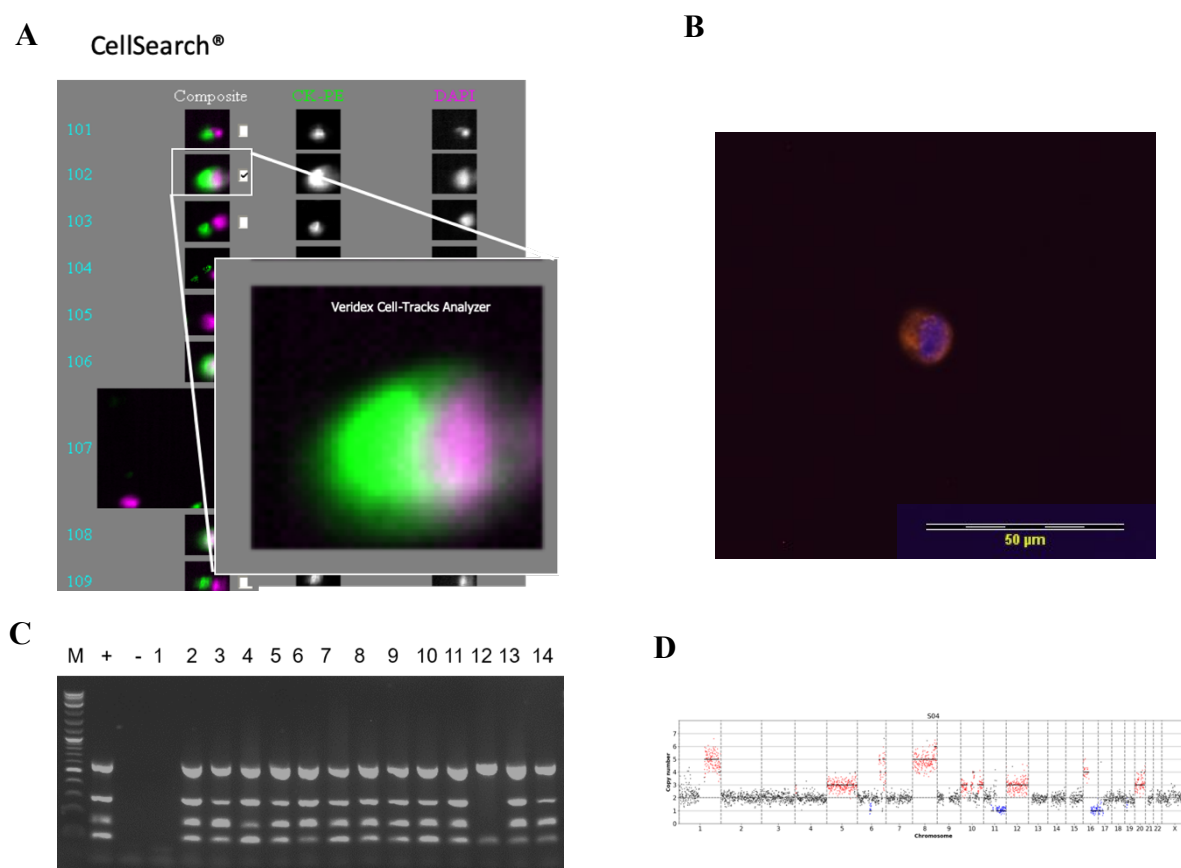 A
CellSearch®
Composite CK-PE DAPI
101
102
103
104
105
106
107
108
109
Veridex Cell-Tracks Analyzer
B
50 µm
C
M + - 1 2 3 4 5 6 7 8 9 10 11 12 13 14
D
S04
Copy number
7
6
5
4
3
2
1
0
1 2 3 4 5 6 7 8 9 10 11 12 13 14 15 16 17 18 19 20 21 22 X
Chromosome